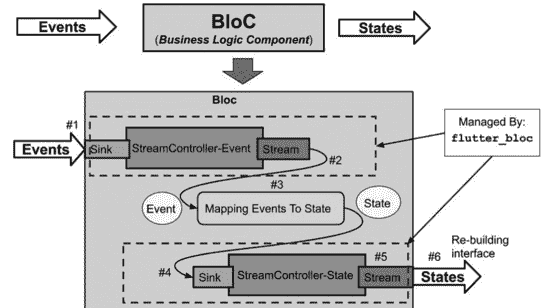 Events
BloC
(Business Logic Component)
States
Bloc
#1
Events
Sink
StreamController-Event
Stream
#2
Managed By:
flutter_bloc
#3
Event
Mapping Events To State
State
#4
Sink
StreamController-State
#5
Stream
#6
States
Re-building
interface